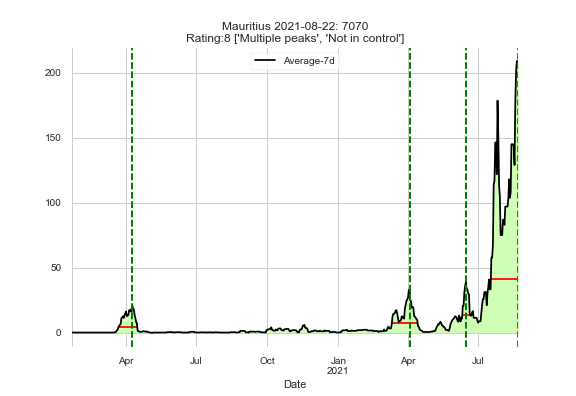 Mauritius 2021-08-22: 7070
Rating:8 ['Multiple peaks', 'Not in control']
Average-7d
200
150
100
50
0
Apr Jul Oct Jan Apr Jul
2021
Date